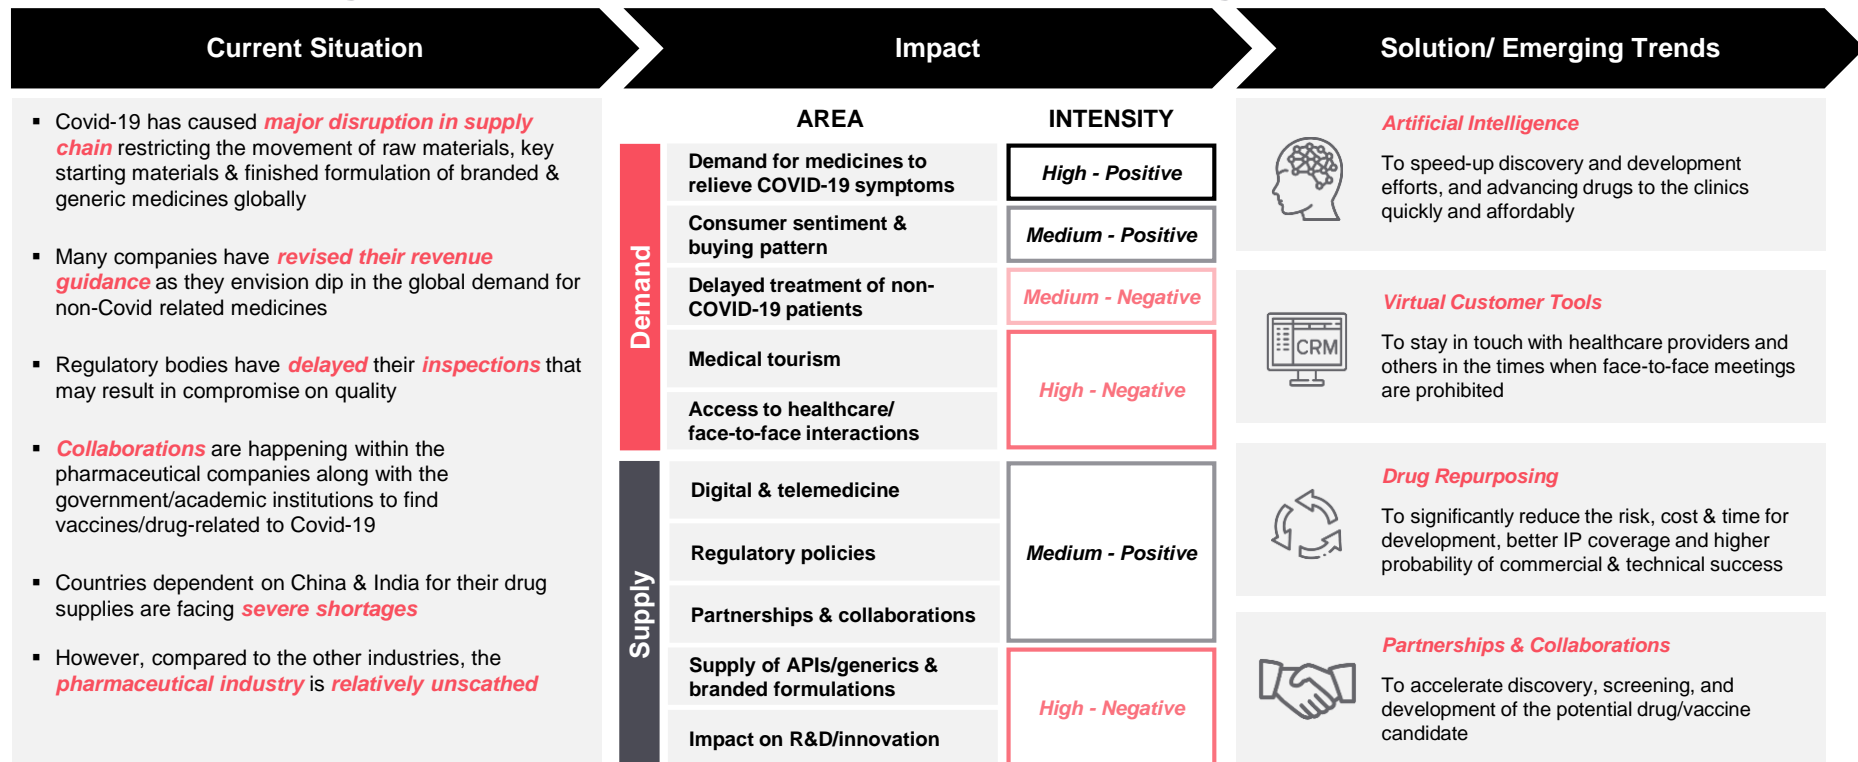 Current Situation
Impact
Solution/ Emerging Trends
▪ Covid-19 has caused major disruption in supply
chain restricting the movement of raw materials, key
starting materials & finished formulation of branded &
generic medicines globally
▪ Many companies have revised their revenue
guidance as they envision dip in the global demand for
non-Covid related medicines
▪ Regulatory bodies have delayed their inspections that
may result in compromise on quality
▪ Collaborations are happening within the
pharmaceutical companies along with the
government/academic institutions to find
vaccines/drug-related to Covid-19
▪ Countries dependent on China & India for their drug
supplies are facing severe shortages
▪ However, compared to the other industries, the
pharmaceutical industry is relatively unscathed
AREA
INTENSITY
Demand
Demand for medicines to
relieve COVID-19 symptoms
High - Positive
Consumer sentiment &
buying pattern
Medium - Positive
Delayed treatment of non-
COVID-19 patients
Medium - Negative
Medical tourism
Access to healthcare/
face-to-face interactions
High - Negative
Supply
Digital & telemedicine
Regulatory policies
Partnerships & collaborations
Medium - Positive
Supply of APIs/generics &
branded formulations
Impact on R&D/innovation
High - Negative
Artificial Intelligence
To speed-up discovery and development
efforts, and advancing drugs to the clinics
quickly and affordably
CRM
Virtual Customer Tools
To stay in touch with healthcare providers and
others in the times when face-to-face meetings
are prohibited
Drug Repurposing
To significantly reduce the risk, cost & time for
development, better IP coverage and higher
probability of commercial & technical success
Partnerships & Collaborations
To accelerate discovery, screening, and
development of the potential drug/vaccine
candidate